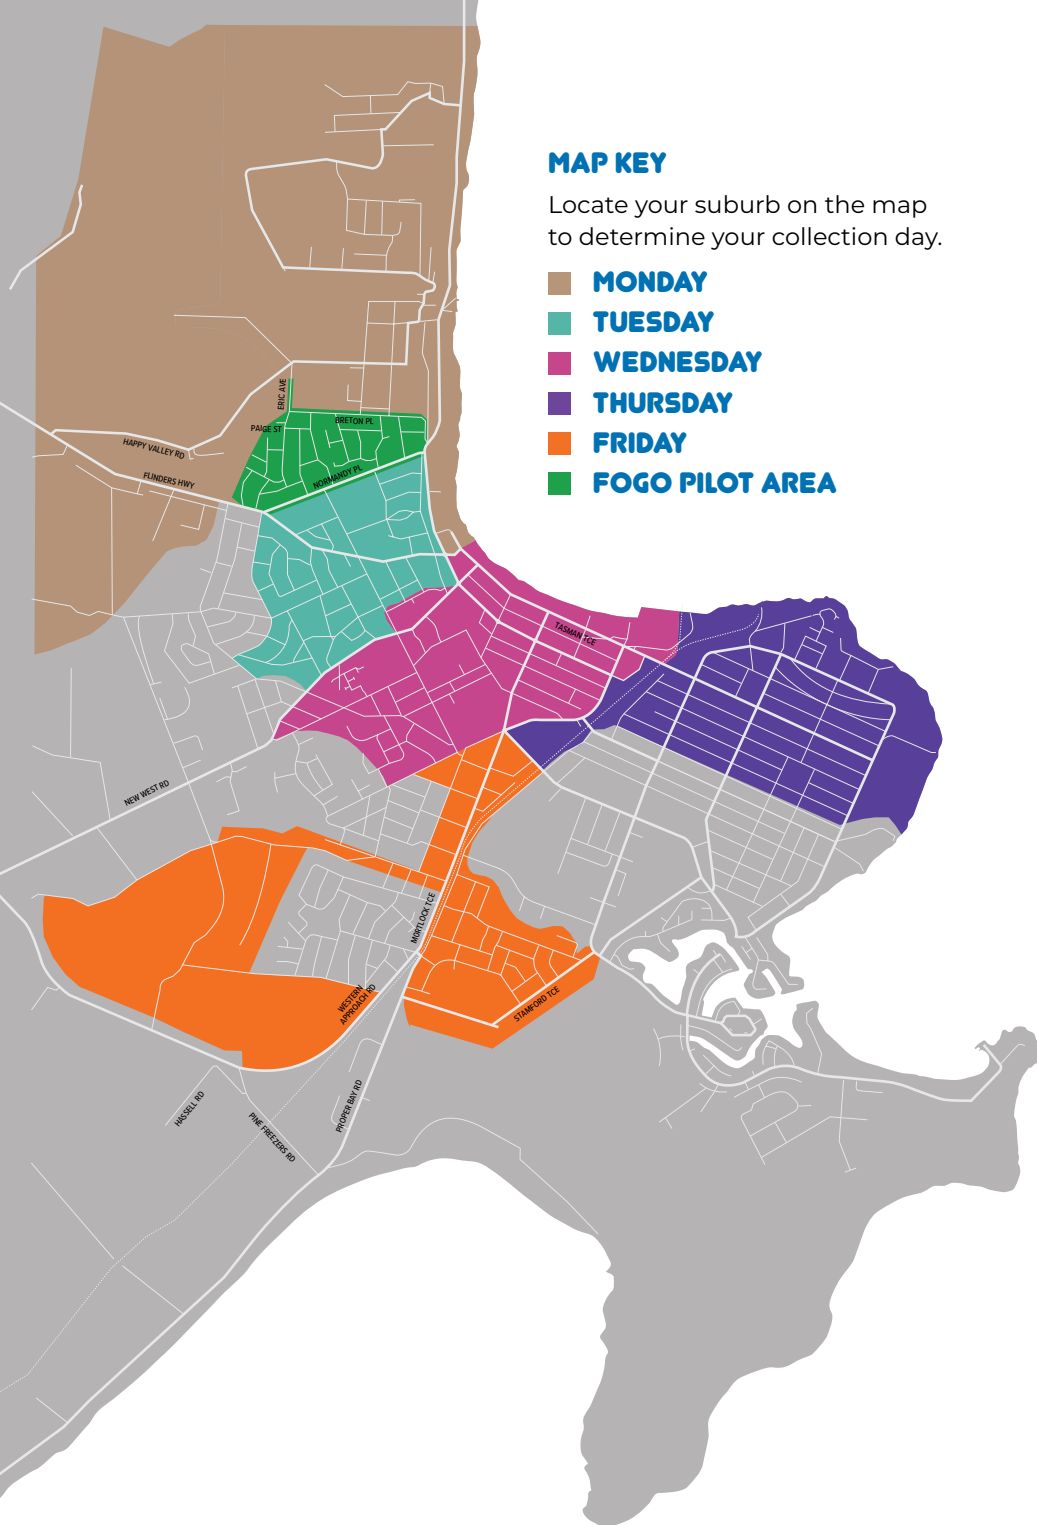 MAP KEY
Locate your suburb on the map
to determine your collection day.
MONDAY
TUESDAY
WEDNESDAY
THURSDAY
FRIDAY
FOGO PILOT AREA
ERIC AVE
PAIGE ST
BRETON PL
HAPPY VALLEY RD
FLINDERS HWY
NORMANDY PL
TASMAN TCE
NEW WEST RD
MORTLOCK TCE
WESTERN
APPROACH RD
STAMFORD TCE
HASSELL RD
PINE FREEZERS RD
PROPER BAY RD